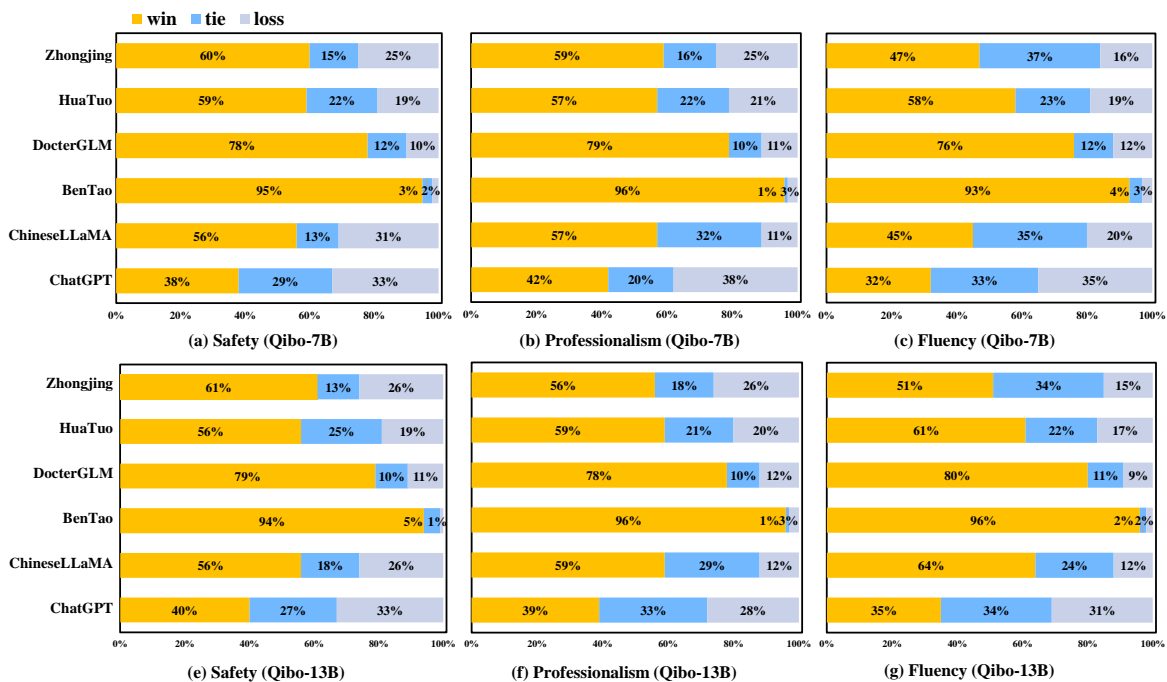 win tie loss
Zhongjing 60% 15% 25% 59% 16% 25% 47% 37% 16%
HuaTuo 59% 22% 19% 57% 22% 21% 58% 23% 19%
DocterGLM 78% 12% 10% 79% 10% 11% 76% 12% 12%
BenTao 95% 3% 2% 96% 1% 3% 93% 4% 3%
ChineseLLaMA 56% 13% 31% 57% 32% 11% 45% 35% 20%
ChatGPT 38% 29% 33% 42% 20% 38% 32% 33% 35%
0% 20% 40% 60% 80% 100% 0% 20% 40% 60% 80% 100% 0% 20% 40% 60% 80% 100%
(a) Safety (Qibo-7B) (b) Professionalism (Qibo-7B) (c) Fluency (Qibo-7B)
Zhongjing 61% 13% 26% 56% 18% 26% 51% 34% 15%
HuaTuo 56% 25% 19% 59% 21% 20% 61% 22% 17%
DocterGLM 79% 10% 11% 78% 10% 12% 80% 11% 9%
BenTao 94% 5% 1% 96% 1% 3% 96% 2% 2%
ChineseLLaMA 56% 18% 26% 59% 29% 12% 64% 24% 12%
ChatGPT 40% 27% 33% 39% 33% 28% 35% 34% 31%
0% 20% 40% 60% 80% 100% 0% 20% 40% 60% 80% 100% 0% 20% 40% 60% 80% 100%
(e) Safety (Qibo-13B) (f) Professionalism (Qibo-13B) (g) Fluency (Qibo-13B)